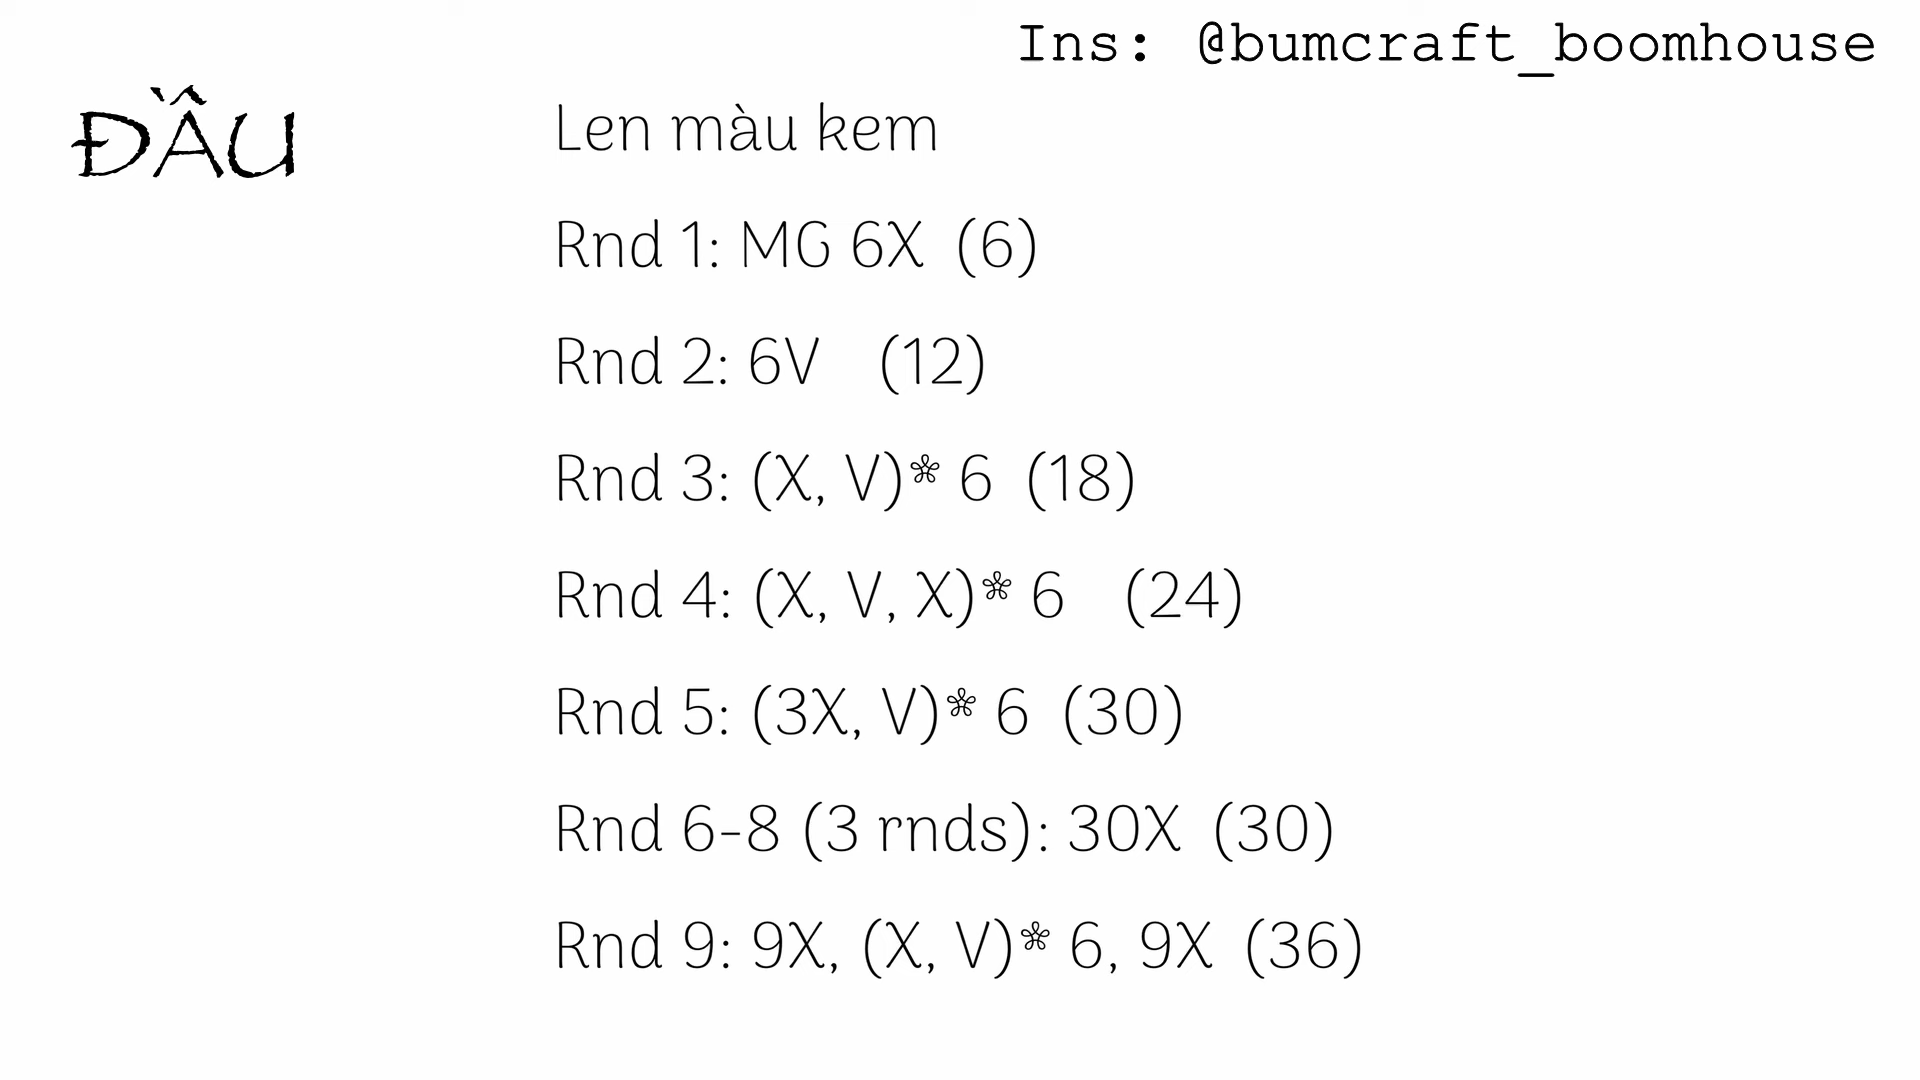 Ins: @bumcraft_boomhouse
ĐẦU
Len màu kem
Rnd 1: MG 6X (6)
Rnd 2: 6V (12)
Rnd 3: (X, V)* 6 (18)
Rnd 4: (X, V, X)* 6 (24)
Rnd 5: (3X, V)* 6 (30)
Rnd 6-8 (3 rnds): 30X (30)
Rnd 9: 9X, (X, V)* 6, 9X (36)